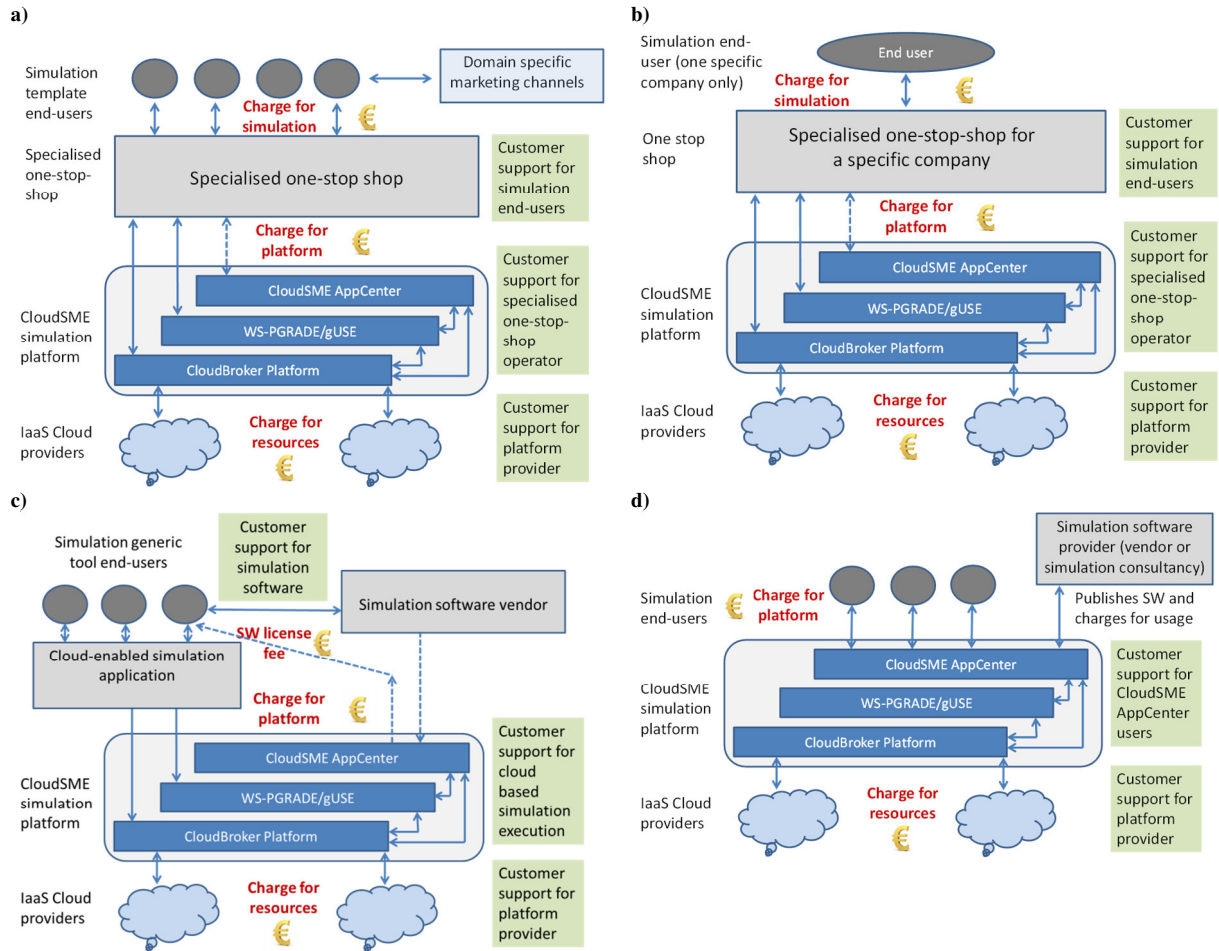 a)
Simulation
template
end-users
Domain specific
marketing channels
Charge for
simulation
€
Specialised
one-stop-
shop
Specialised one-stop shop
Customer
support for
simulation
end-users
Charge for
platform
€
CloudSME
simulation
platform
CloudSME AppCenter
WS-PGRADE/gUSE
CloudBroker Platform
Customer
support for
specialised
one-stop-
shop
operator
IaaS Cloud
providers
Charge for
resources
€
Customer
support for
platform
provider
b)
Simulation end-
user (one specific
company only)
End user
Charge for
simulation
€
One stop
shop
Specialised one-stop-shop for
a specific company
Customer
support for
simulation
end-users
Charge for
platform
€
CloudSME
simulation
platform
CloudSME AppCenter
WS-PGRADE/gUSE
CloudBroker Platform
Customer
support for
specialised
one-stop-
shop
operator
IaaS Cloud
providers
Charge for
resources
€
Customer
support for
platform
provider
c)
Simulation generic
tool end-users
Customer
support for
simulation
software
Simulation software vendor
SW license
fee
€
Cloud-enabled simulation
application
Charge for
platform
€
CloudSME
simulation
platform
CloudSME AppCenter
WS-PGRADE/gUSE
CloudBroker Platform
Customer
support for
cloud
based
simulation
execution
IaaS Cloud
providers
Charge for
resources
€
Customer
support for
platform
provider
d)
Simulation software
provider (vendor or
simulation consultancy)
Simulation
end-users
€
Charge for
platform
Publishes SW and
charges for usage
CloudSME
simulation
platform
CloudSME AppCenter
WS-PGRADE/gUSE
CloudBroker Platform
Customer
support for
CloudSME
AppCenter
users
IaaS Cloud
providers
Charge for
resources
€
Customer
support for
platform
provider